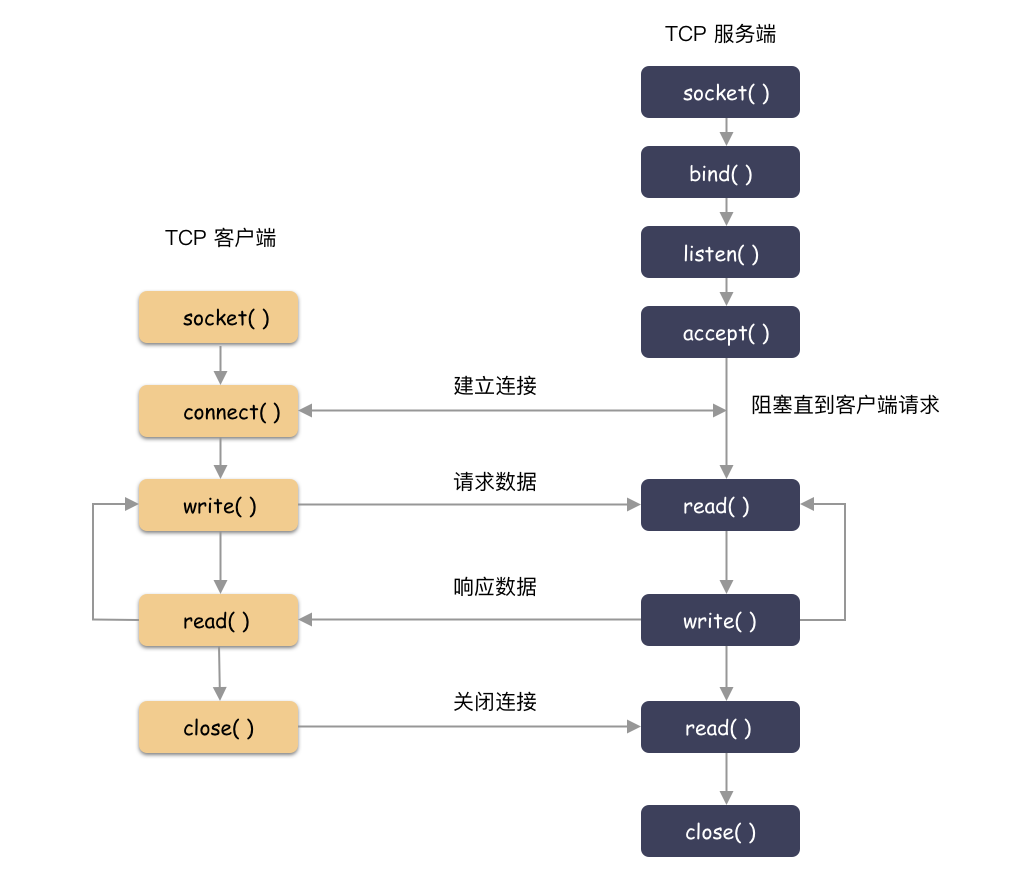 TCP 服务端
socket( )
bind( )
listen( )
accept( )
TCP 客户端
socket( )
connect( )
建立连接
阻塞直到客户端请求
write( )
请求数据
read( )
read( )
响应数据
write( )
close( )
关闭连接
read( )
close( )